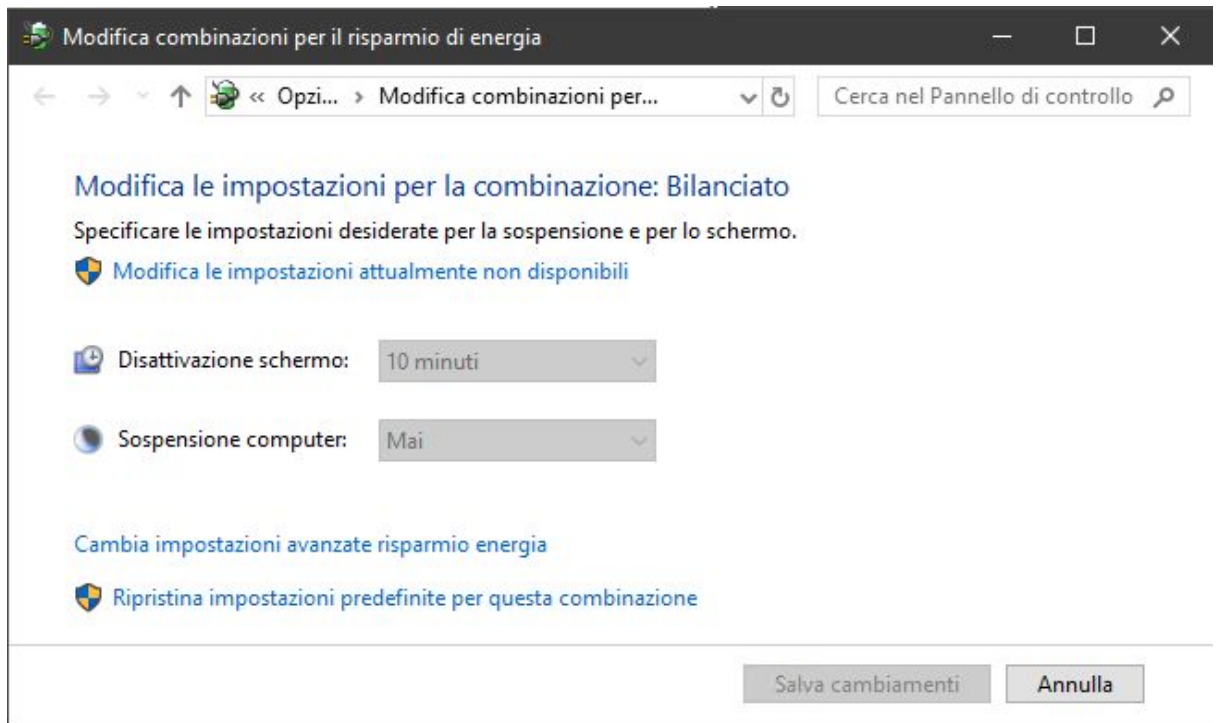 Modifica combinazioni per il risparmio di energia
« Opzi... › Modifica combinazioni per...
Cerca nel Pannello di controllo
Modifica le impostazioni per la combinazione: Bilanciato
Specificare le impostazioni desiderate per la sospensione e per lo schermo.
Modifica le impostazioni attualmente non disponibili
Disattivazione schermo: 10 minuti
Sospensione computer: Mai
Cambia impostazioni avanzate risparmio energia
Ripristina impostazioni predefinite per questa combinazione
Salva cambiamenti Annulla